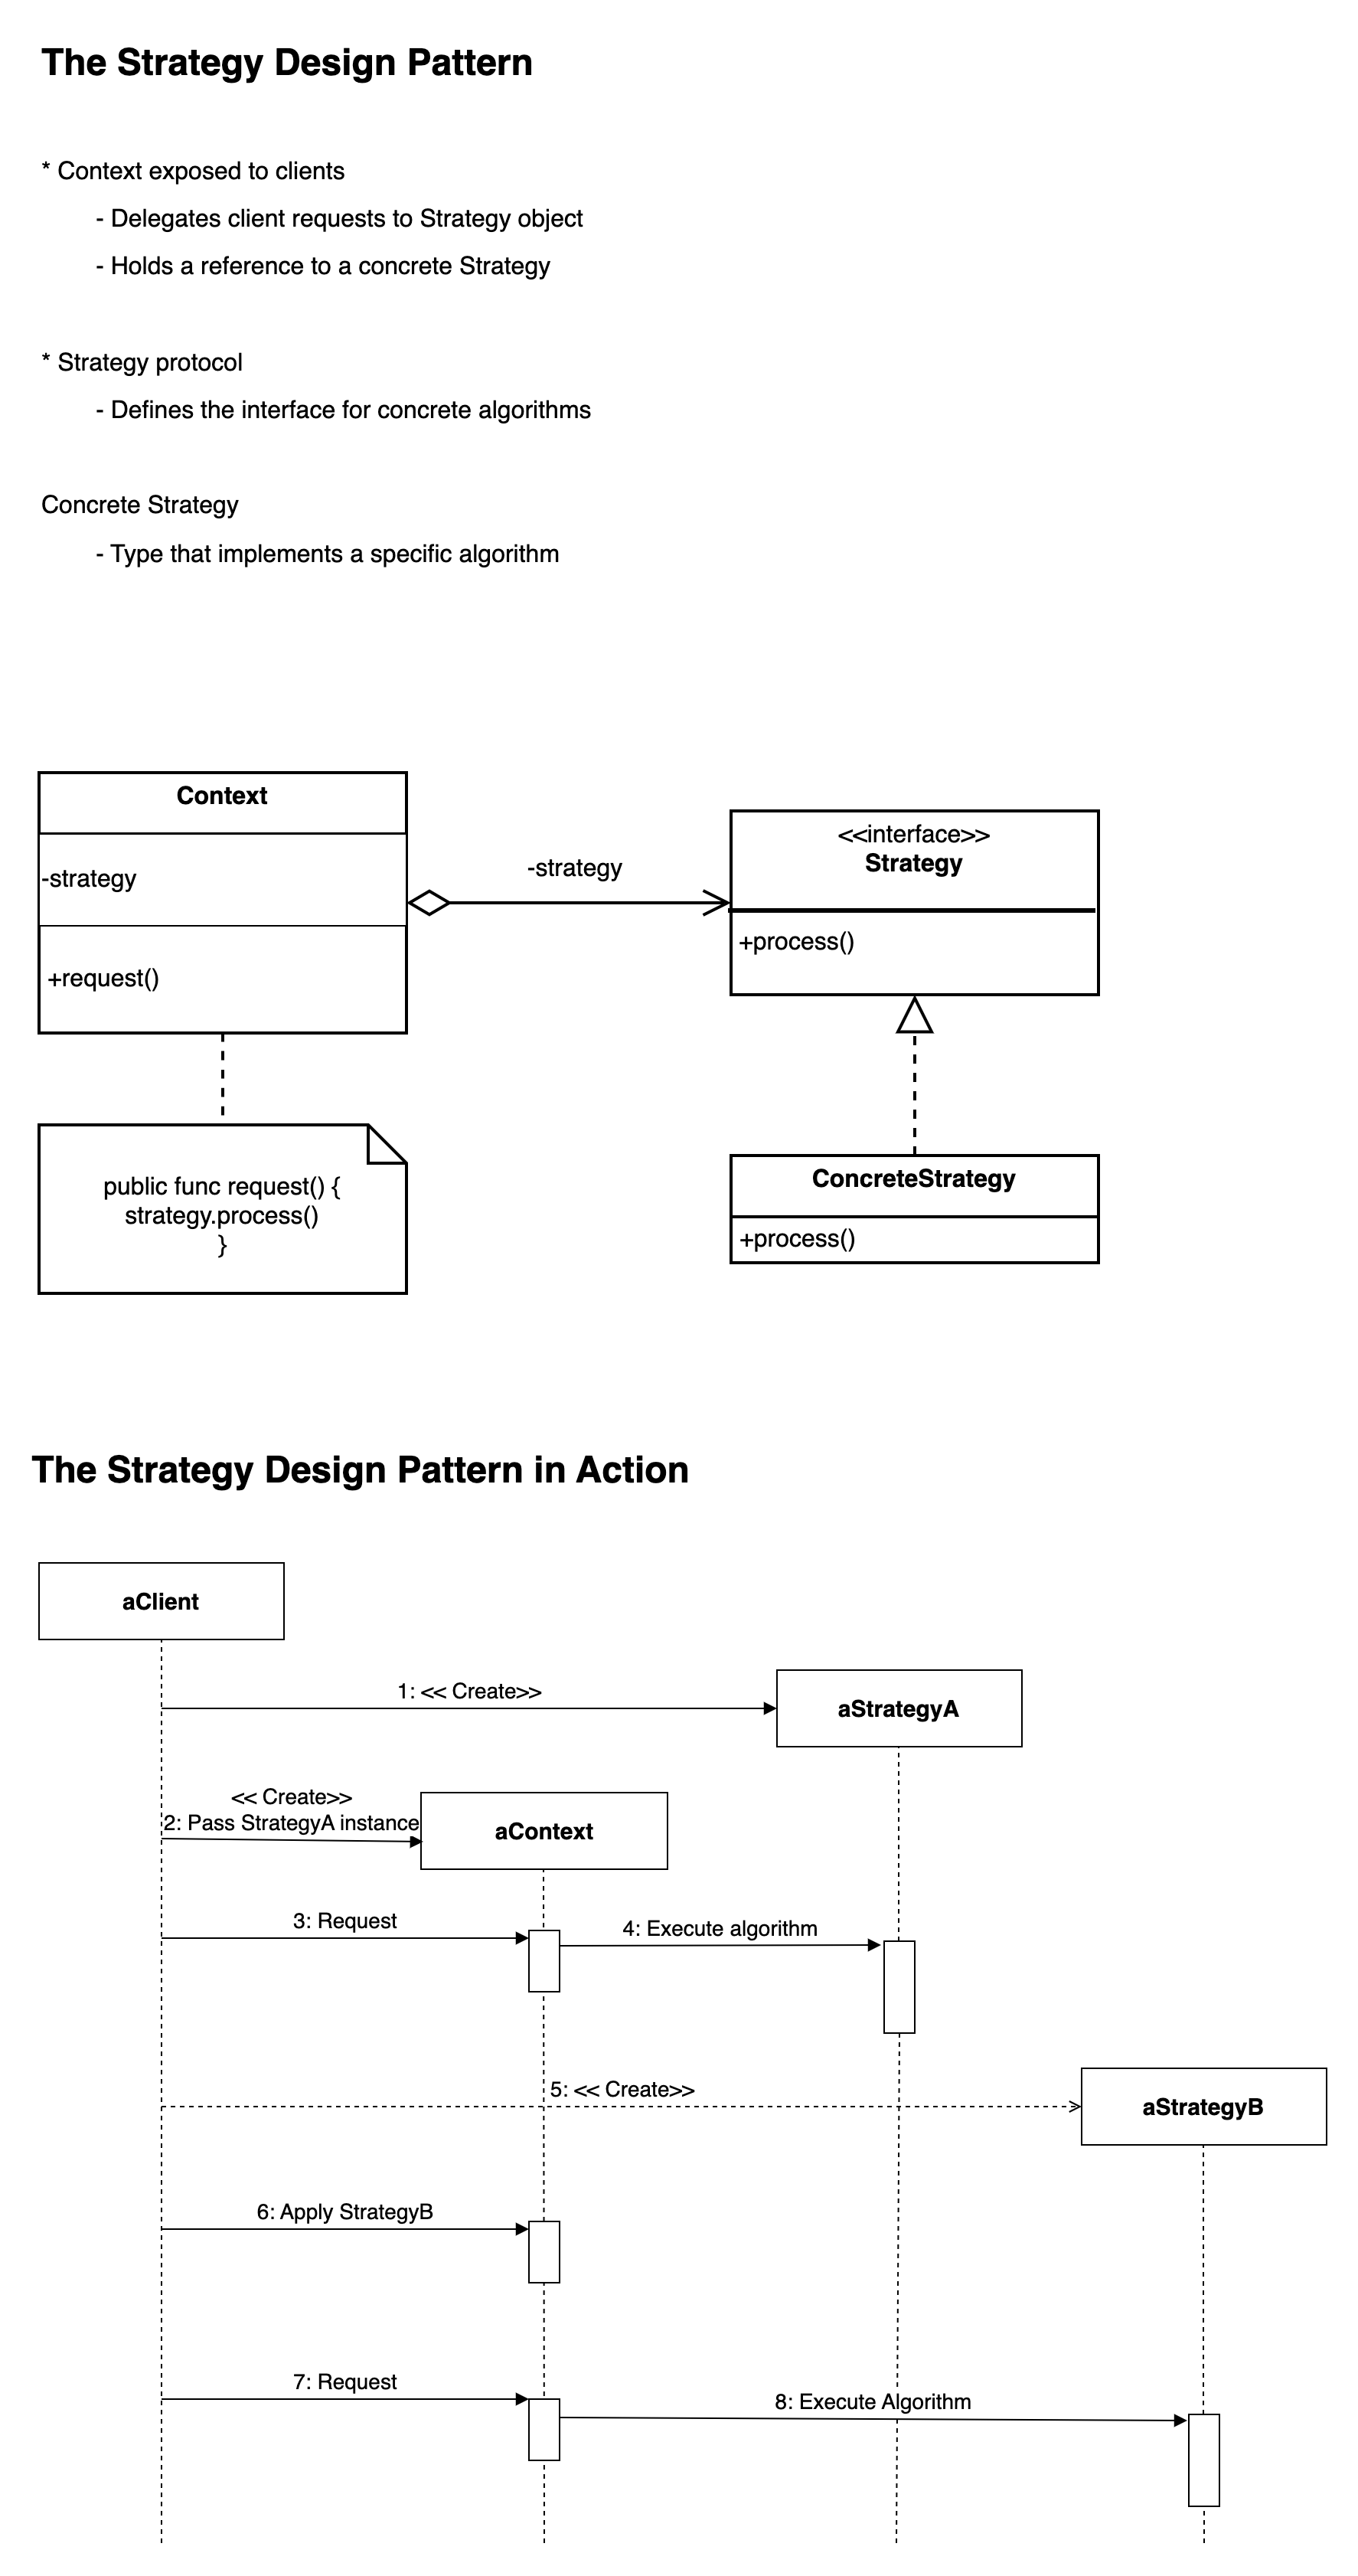 The Strategy Design Pattern
* Context exposed to clients
- Delegates client requests to Strategy object
- Holds a reference to a concrete Strategy
* Strategy protocol
- Defines the interface for concrete algorithms
Concrete Strategy
- Type that implements a specific algorithm
Context
-strategy
+request()
-strategy
<<interface>>
Strategy
+process()
public func request() {
strategy.process()
}
ConcreteStrategy
+process()
The Strategy Design Pattern in Action
aClient
1: << Create>>
aStrategyA
<< Create>>
2: Pass StrategyA instance
aContext
3: Request
4: Execute algorithm
5: << Create>>
aStrategyB
6: Apply StrategyB
7: Request
8: Execute Algorithm